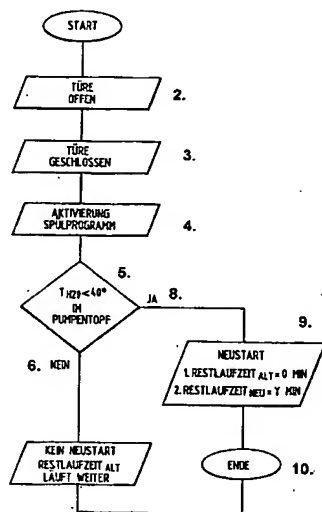 START
TÜRE
OFFEN
2.
TÜRE
GESCHLOSSEN
3.
AKTIVIERUNG
SPÜLPROGRAMM
4.
5.
T H2O <40°
IM
PUMPENTOPF
JA 8.
6. NEIN
9.
NEUSTART
1. RESTLAUFZEIT ALT = 0 MIN
2. RESTLAUFZEIT NEU = Y MIN
KEIN NEUSTART
RESTLAUFZEIT ALT
LÄUFT WEITER
ENDE
10.